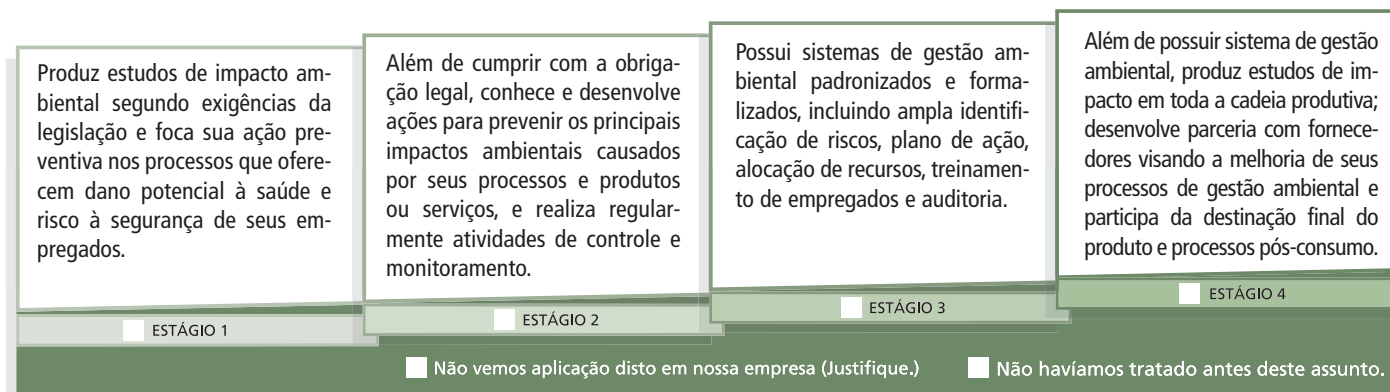 Produz estudos de impacto am-
biental segundo exigências da
legislação e foca sua ação pre-
ventiva nos processos que ofere-
cem dano potencial à saúde e
risco à segurança de seus em-
pregados.
ESTÁGIO 1
Além de cumprir com a obriga-
ção legal, conhece e desenvolve
ações para prevenir os principais
impactos ambientais causados
por seus processos e produtos
ou serviços, e realiza regular-
mente atividades de controle e
monitoramento.
ESTÁGIO 2
Possui sistemas de gestão am-
biental padronizados e forma-
lizados, incluindo ampla identifi-
cação de riscos, plano de ação,
alocação de recursos, treinamen-
to de empregados e auditoria.
ESTÁGIO 3
Além de possuir sistema de gestão
ambiental, produz estudos de im-
pacto em toda a cadeia produtiva;
desenvolve parceria com fornece-
dores visando a melhoria de seus
processos de gestão ambiental e
participa da destinação final do
produto e processos pós-consumo.
ESTÁGIO 4
Não vemos aplicação disto em nossa empresa (Justifique.)
Não havíamos tratado antes deste assunto.